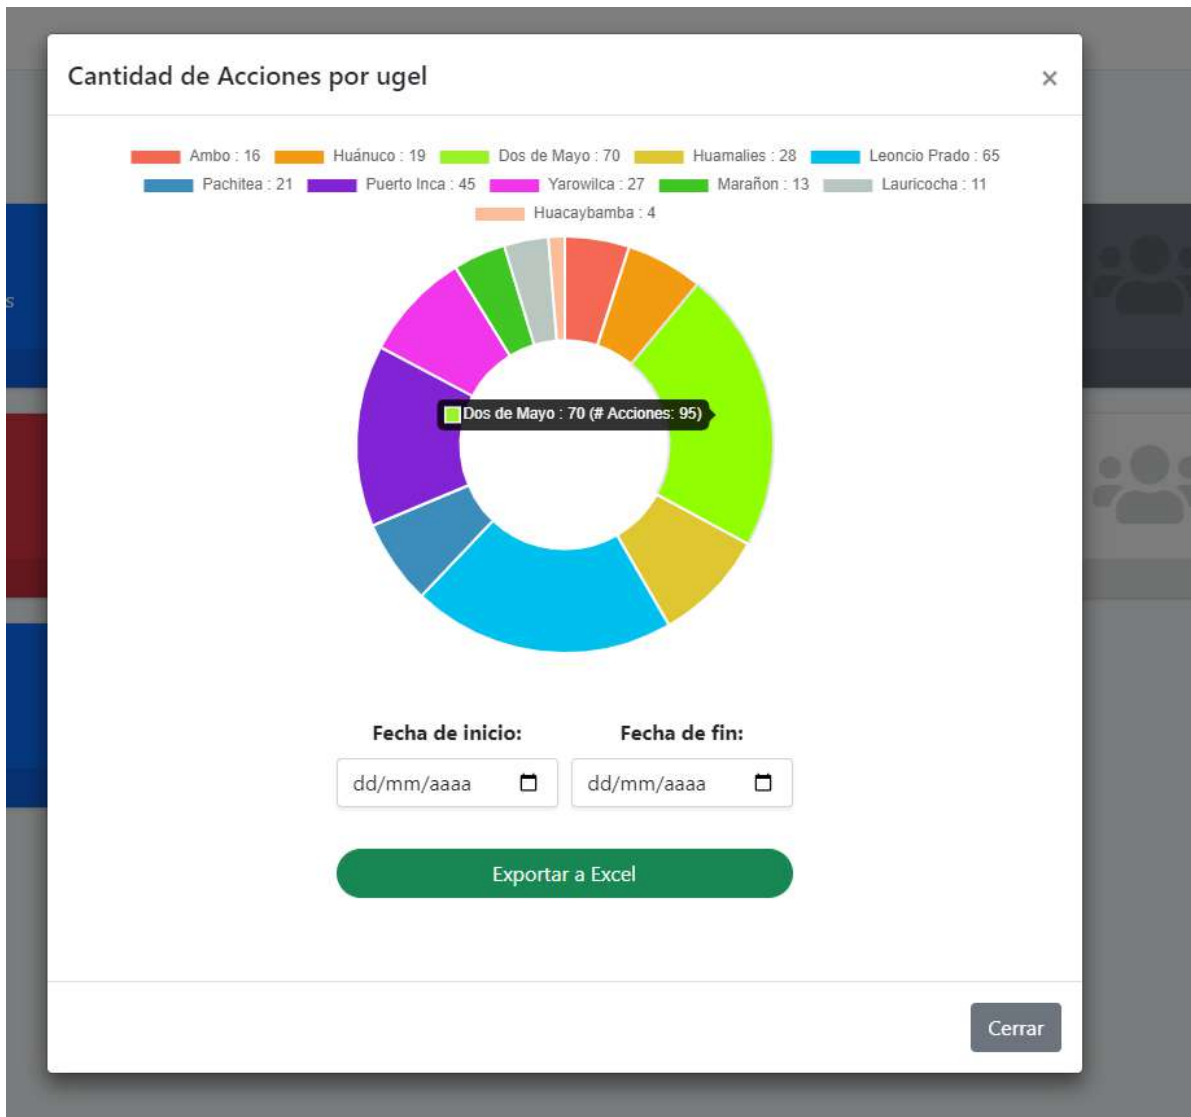 Cantidad de Acciones por ugel
×
Ambo : 16 Huánuco : 19 Dos de Mayo : 70 Huamalies : 28 Leoncio Prado : 65
Pachitea : 21 Puerto Inca : 45 Yarowilca : 27 Marañon : 13 Lauricocha : 11
Huacaybamba : 4
s
Dos de Mayo : 70 (# Acciones: 95)
Fecha de inicio: Fecha de fin:
dd/mm/aaaa dd/mm/aaaa
Exportar a Excel
Cerrar